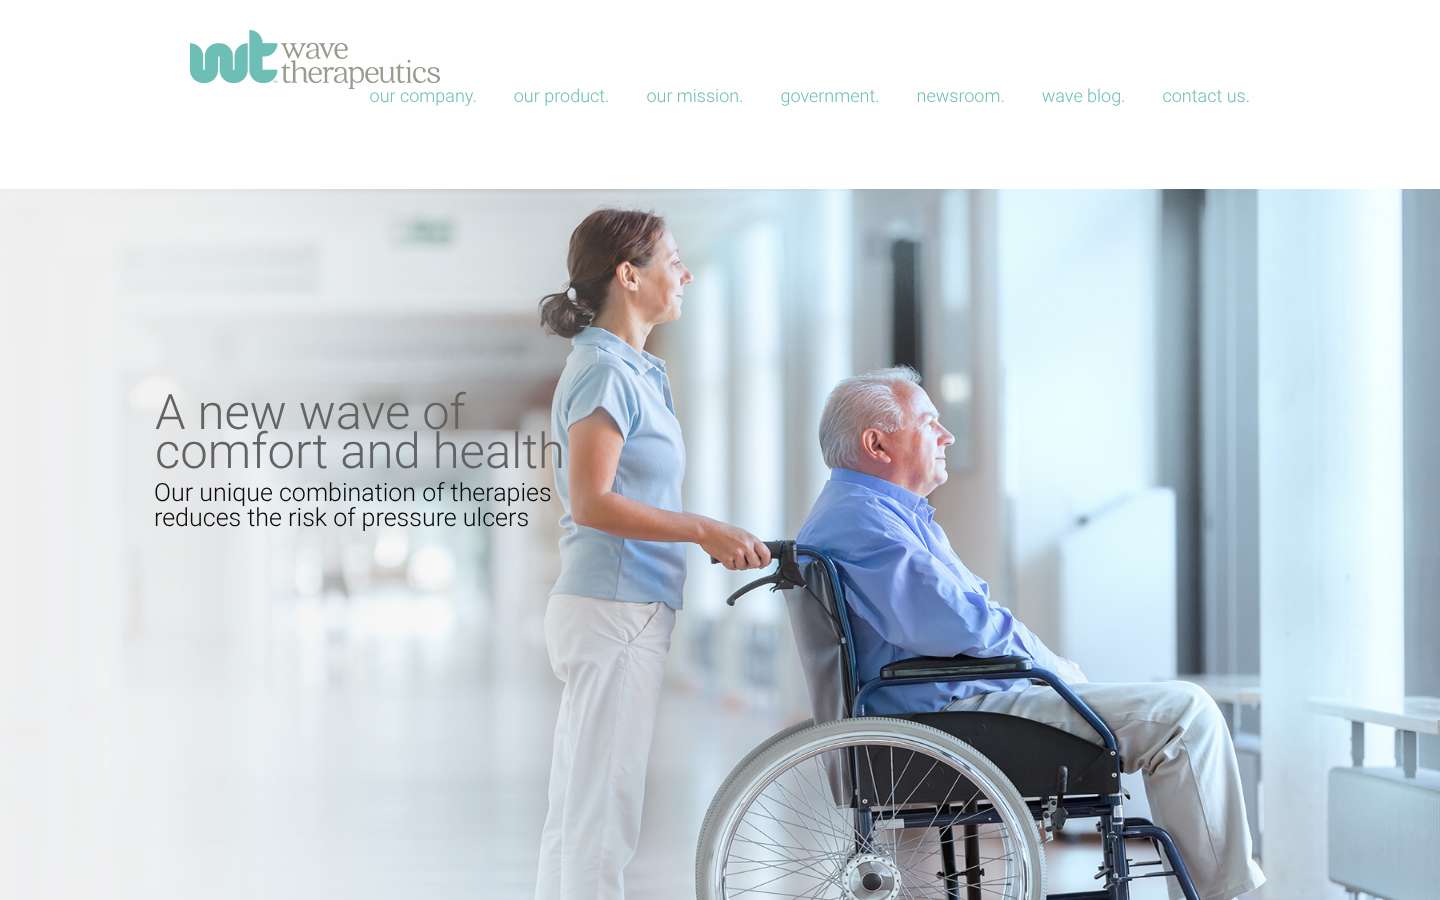 wt wave
therapeutics
our company. our product. our mission. government. newsroom. wave blog. contact us.
A new wave of
comfort and health
Our unique combination of therapies
reduces the risk of pressure ulcers